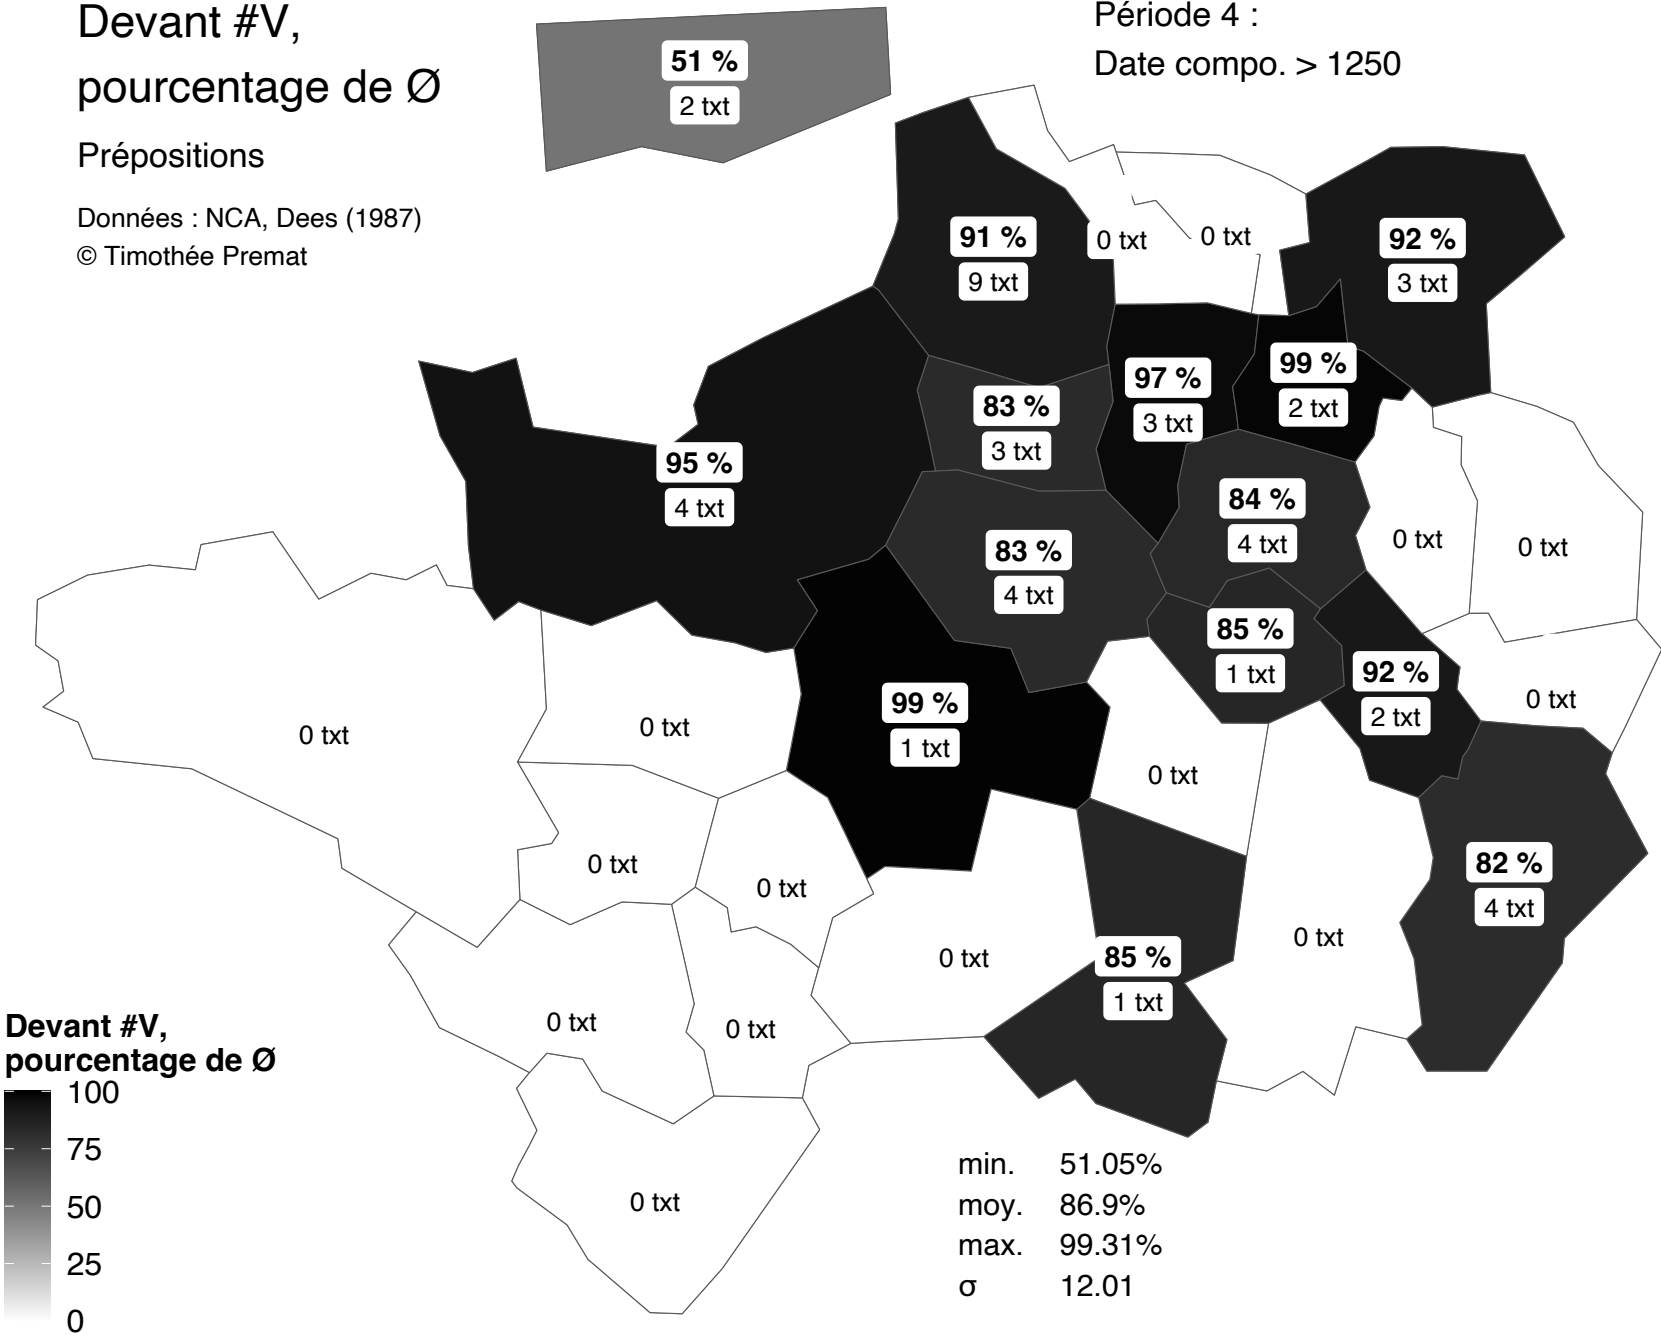 Devant #V,
pourcentage de Ø
Prépositions
Données : NCA, Dees (1987)
© Timothée Premat
Période 4 :
Date compo. > 1250
51 %
2 txt
91 %
9 txt
0 txt
0 txt
92 %
3 txt
99 %
2 txt
97 %
3 txt
83 %
3 txt
95 %
4 txt
84 %
4 txt
0 txt
0 txt
83 %
4 txt
85 %
1 txt
92 %
2 txt
0 txt
99 %
1 txt
0 txt
0 txt
0 txt
0 txt
0 txt
82 %
4 txt
0 txt
85 %
1 txt
0 txt
0 txt
0 txt
0 txt
Devant #V,
pourcentage de Ø
100
75
50
25
0
min. 51.05%
moy. 86.9%
max. 99.31%
σ 12.01